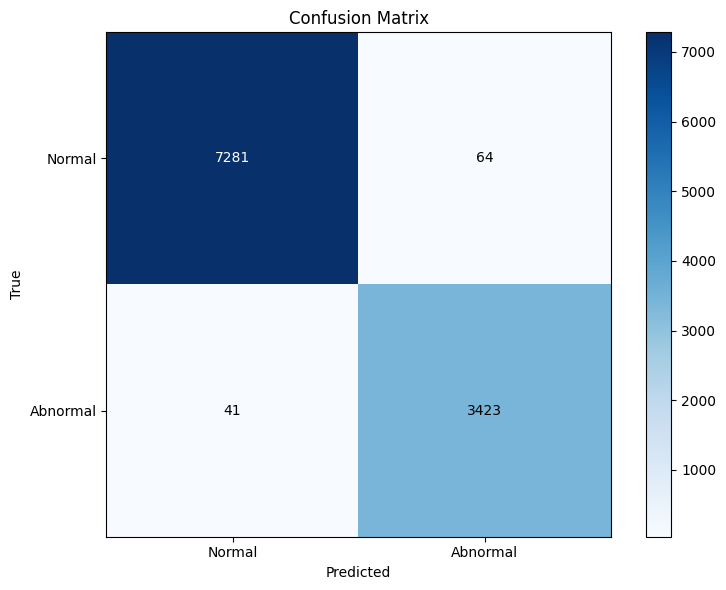 Confusion Matrix
True
Normal
7281
64
Abnormal
41
3423
Normal
Abnormal
Predicted
7000
6000
5000
4000
3000
2000
1000